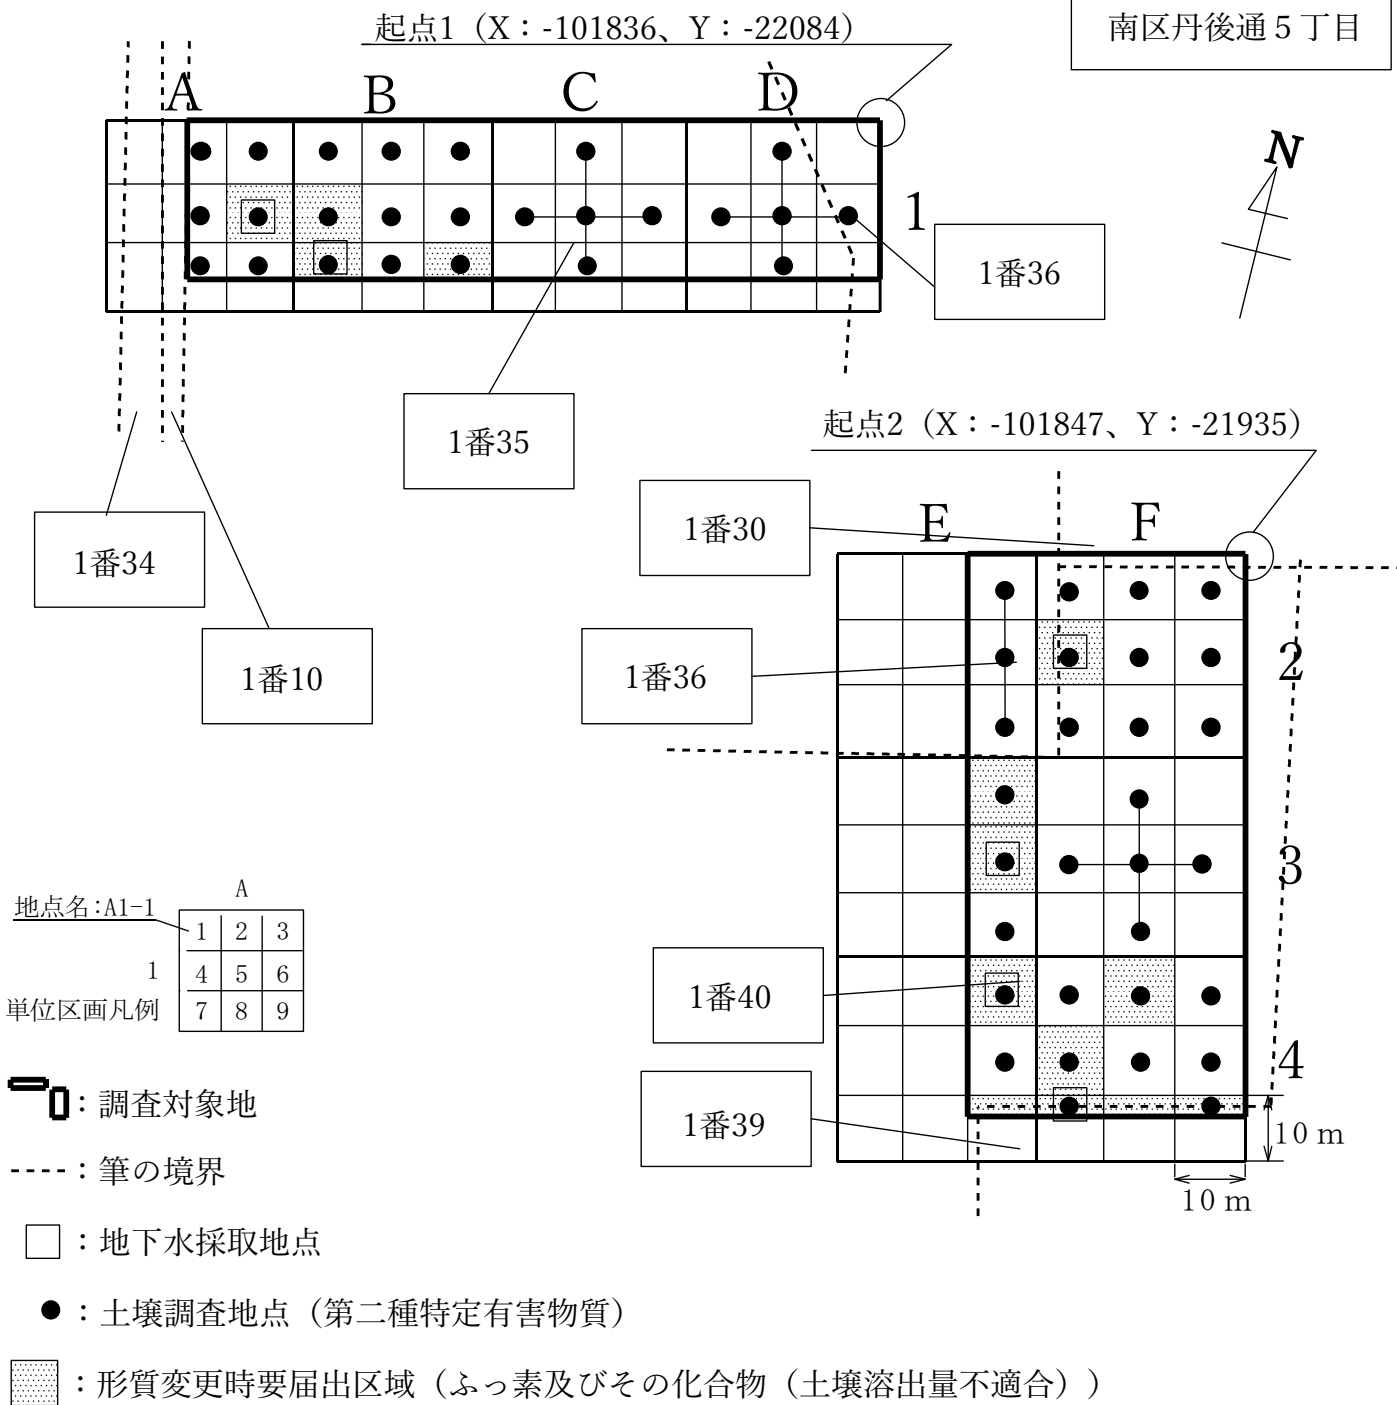 起点1（X：-101836、Y：-22084）
南区丹後通５丁目
A B C D
N
1
1番36
1番35
起点2（X：-101847、Y：-21935）
1番30
E F
1番34
1番36
2
1番10
3
A
地点名:A1-1
1 2 3
1 4 5 6
単位区画凡例 7 8 9
1番40
4
1番39
10ｍ
10ｍ
：調査対象地
：筆の境界
：地下水採取地点
：土壌調査地点（第二種特定有害物質）
：形質変更時要届出区域（ふっ素及びその化合物（土壌溶出量不適合））